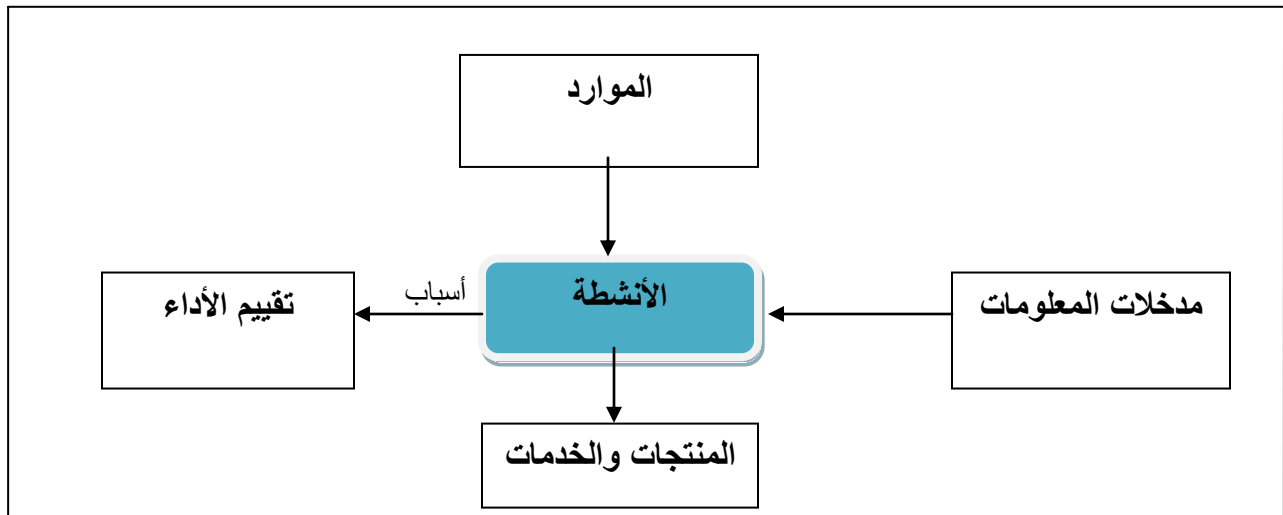 الموارد
مدخلات المعلومات
الأنشطة
أسباب
تقييم الأداء
المنتجات والخدمات